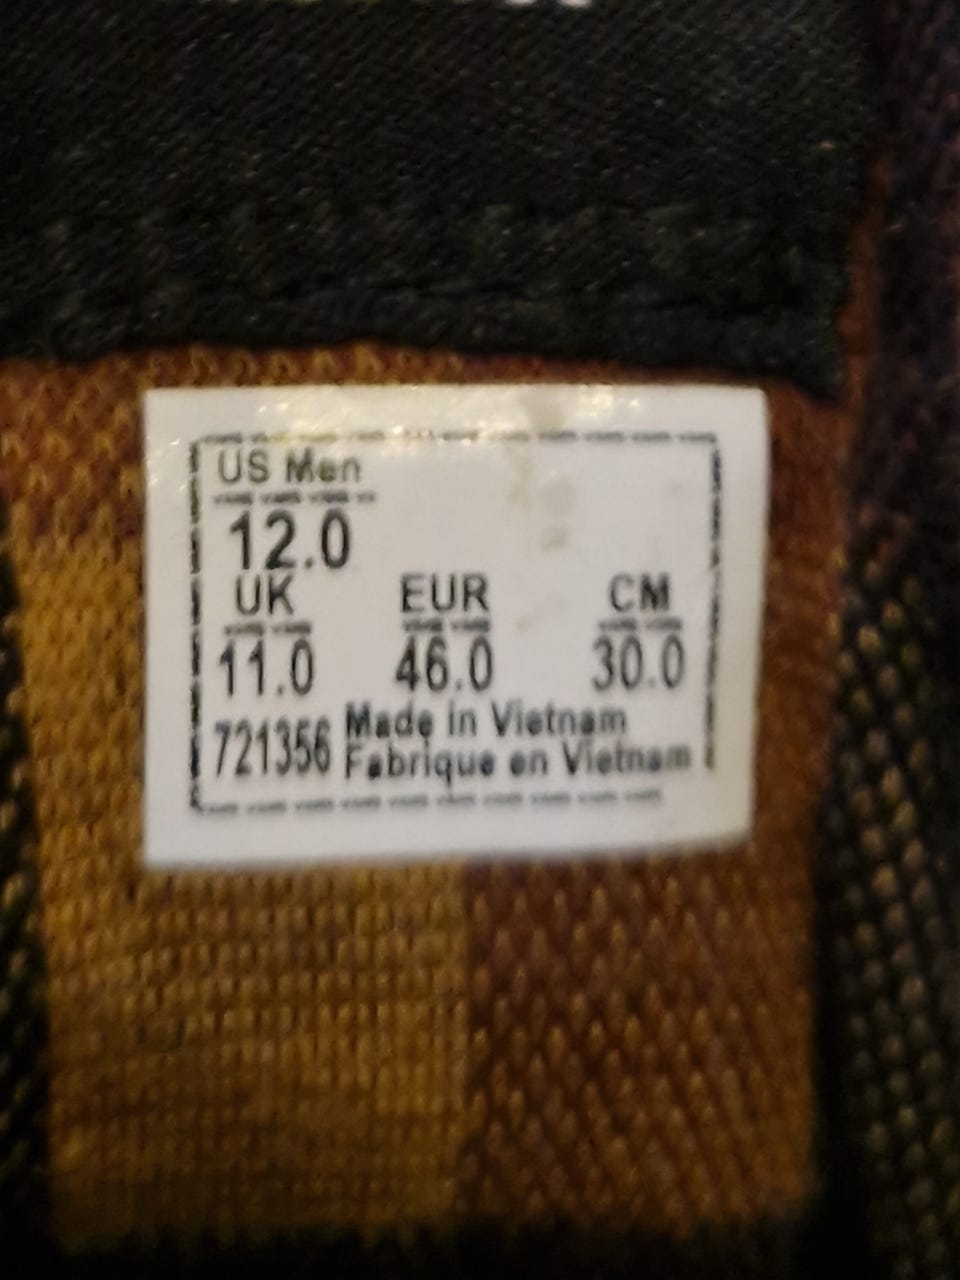 US Men
12.0
UK EUR CM
11.0 46.0 30.0
721356 Made in Vietnam
Fabrique en Vietnam